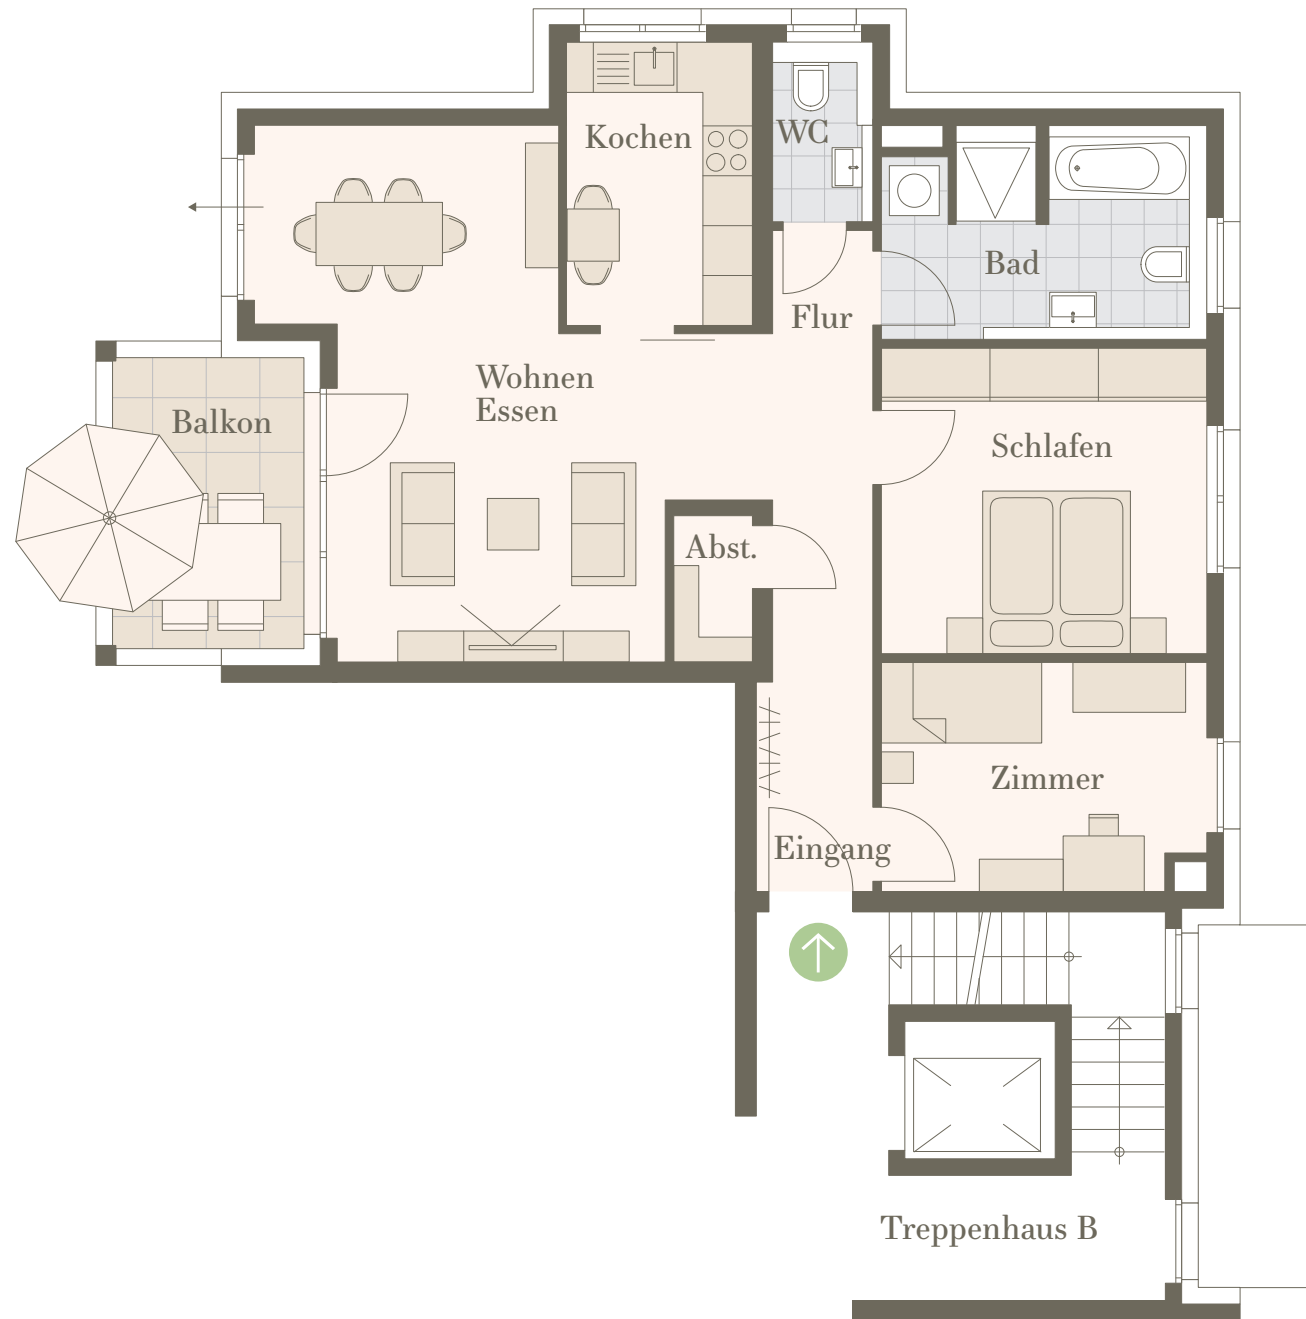 Kochen
WC
Bad
Flur
Wohnen
Essen
Balkon
Schlafen
Abst.
Zimmer
Eingang
Treppenhaus B